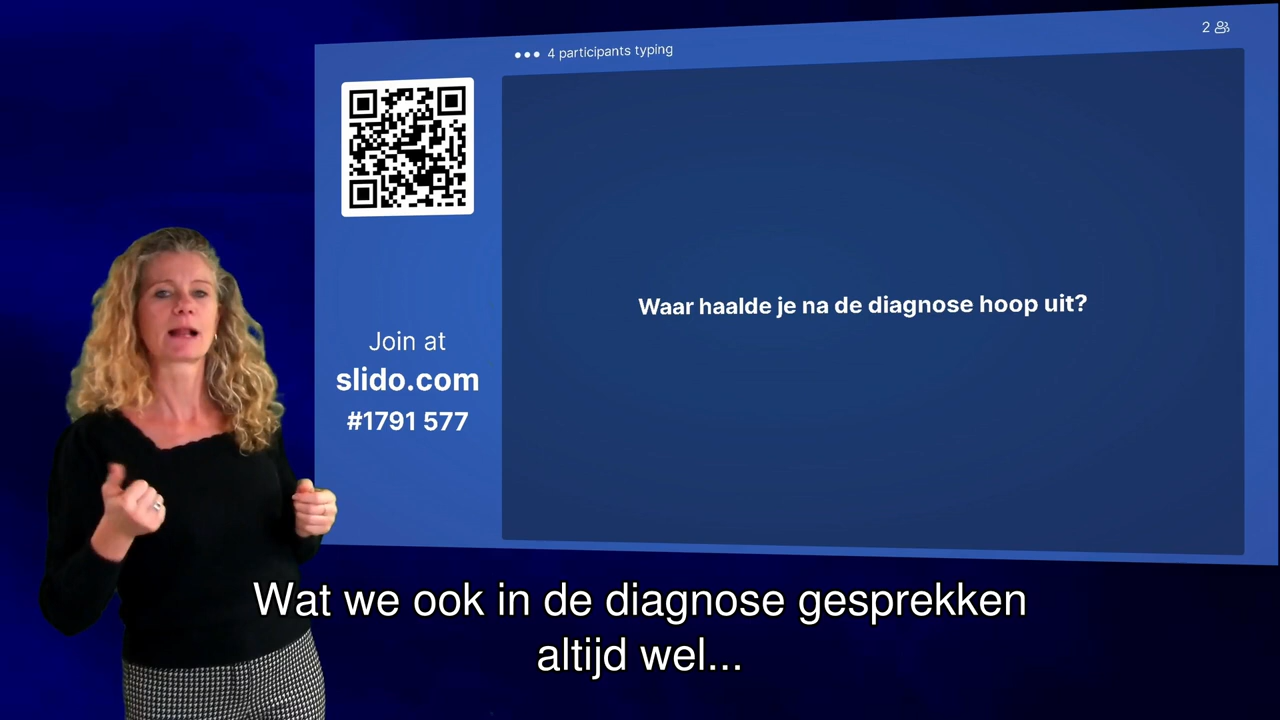 4 participants typing
2
Join at
slido.com
#1791 577
Waar haalde je na de diagnose hoop uit?
Wat we ook in de diagnose gesprekken
altijd wel...